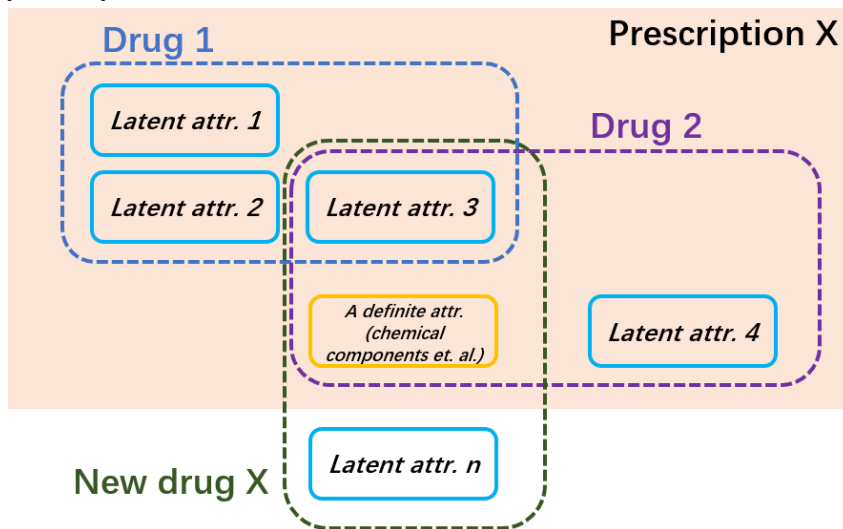 Prescription X
Drug 1
Latent attr. 1
Drug 2
Latent attr. 2
Latent attr. 3
A definite attr.
(chemical
components et. al.)
Latent attr. 4
Latent attr. n
New drug X